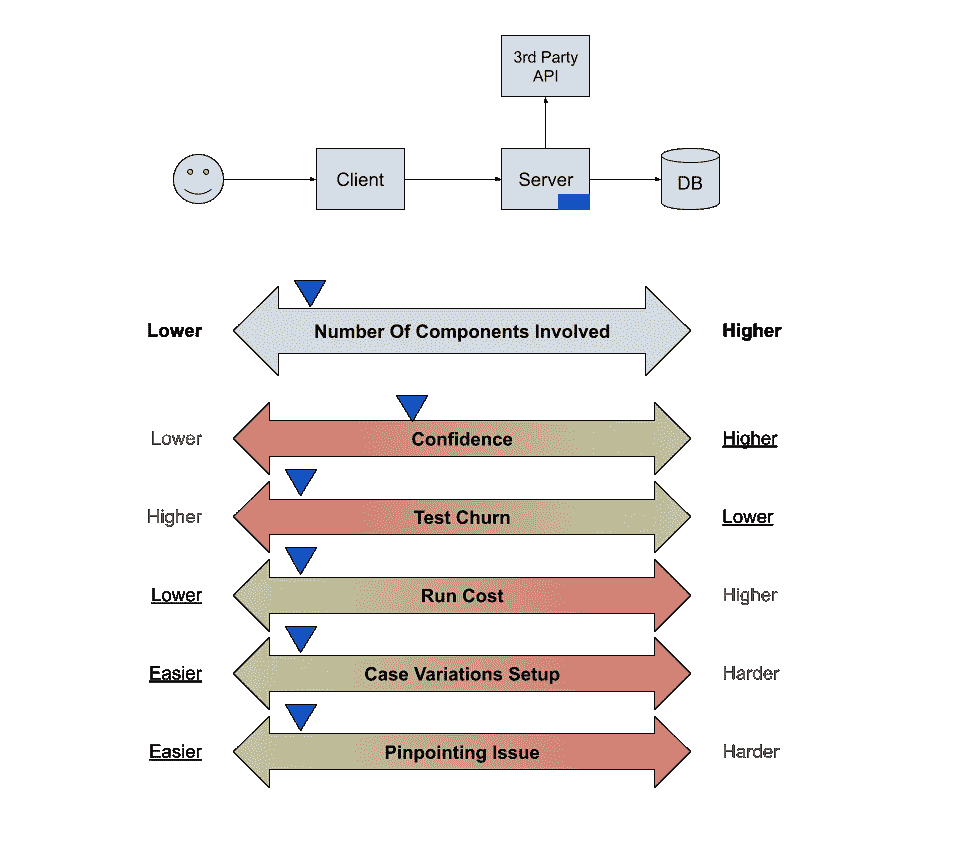 3rd Party
API
Client
Server
DB
Lower
Number Of Components Involved
Higher
Lower
Confidence
Higher
Higher
Test Churn
Lower
Lower
Run Cost
Higher
Easier
Case Variations Setup
Harder
Easier
Pinpointing Issue
Harder